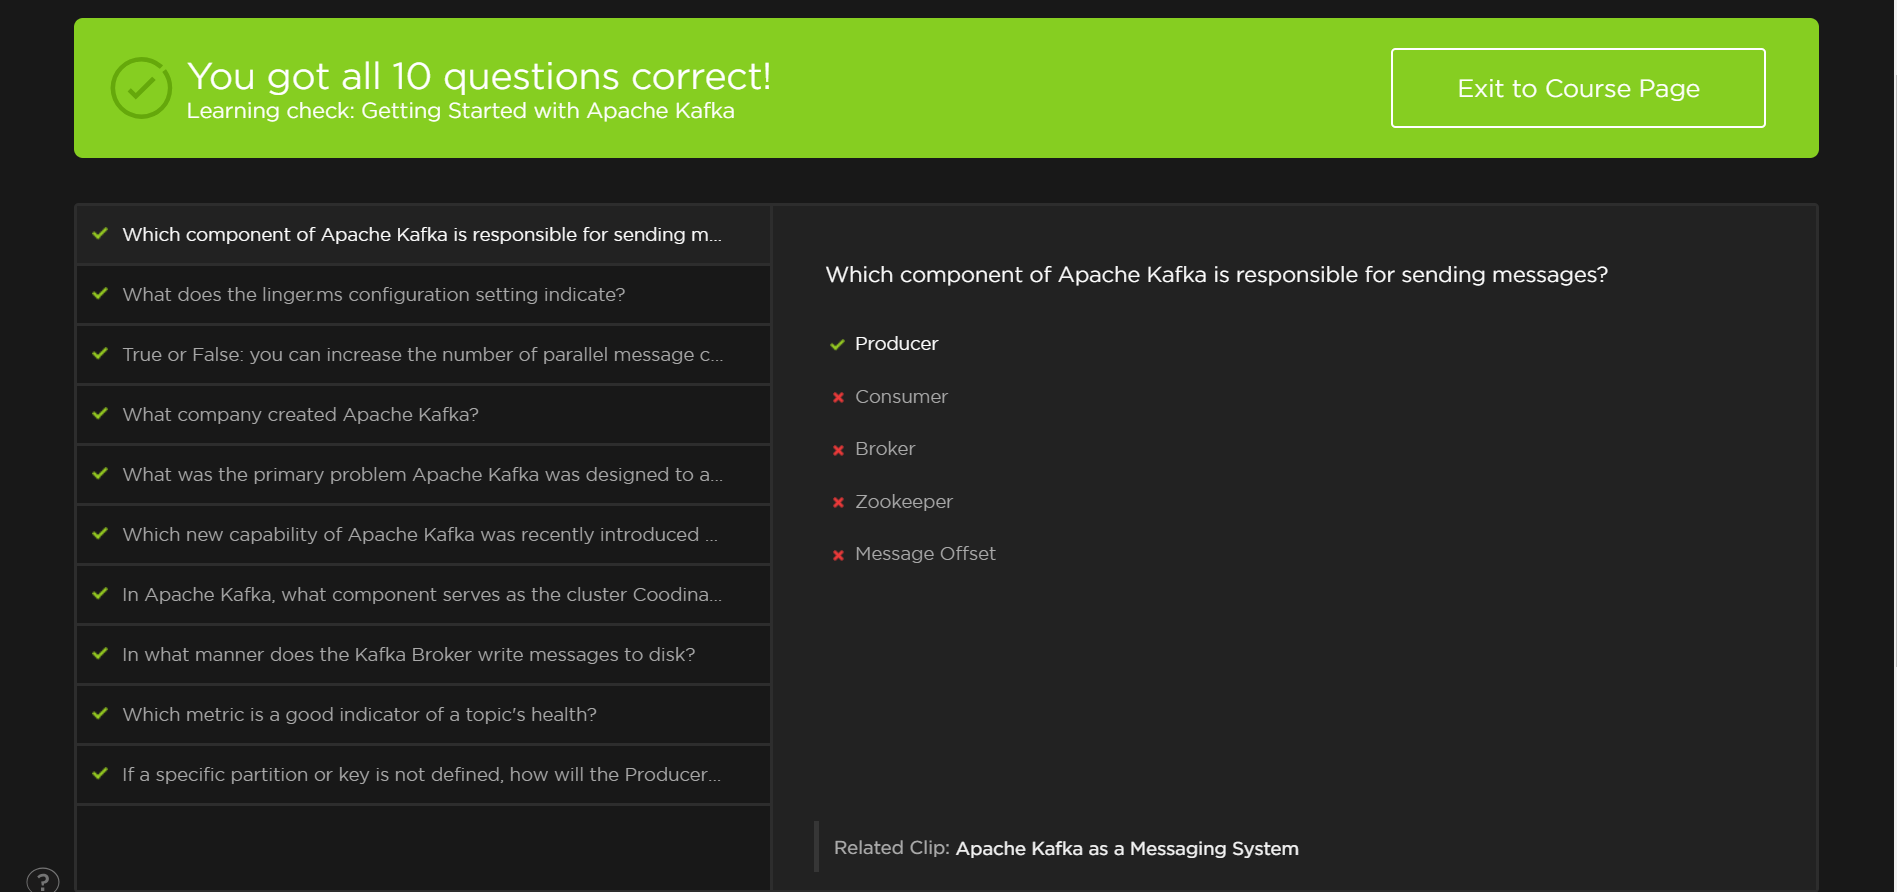 You got all 10 questions correct!
Learning check: Getting Started with Apache Kafka
Exit to Course Page
Which component of Apache Kafka is responsible for sending m...
What does the linger.ms configuration setting indicate?
True or False: you can increase the number of parallel message c...
What company created Apache Kafka?
What was the primary problem Apache Kafka was designed to a...
Which new capability of Apache Kafka was recently introduced ...
In Apache Kafka, what component serves as the cluster Coodina...
In what manner does the Kafka Broker write messages to disk?
Which metric is a good indicator of a topic's health?
If a specific partition or key is not defined, how will the Producer...
Which component of Apache Kafka is responsible for sending messages?
Producer
Consumer
Broker
Zookeeper
Message Offset
Related Clip: Apache Kafka as a Messaging System
?